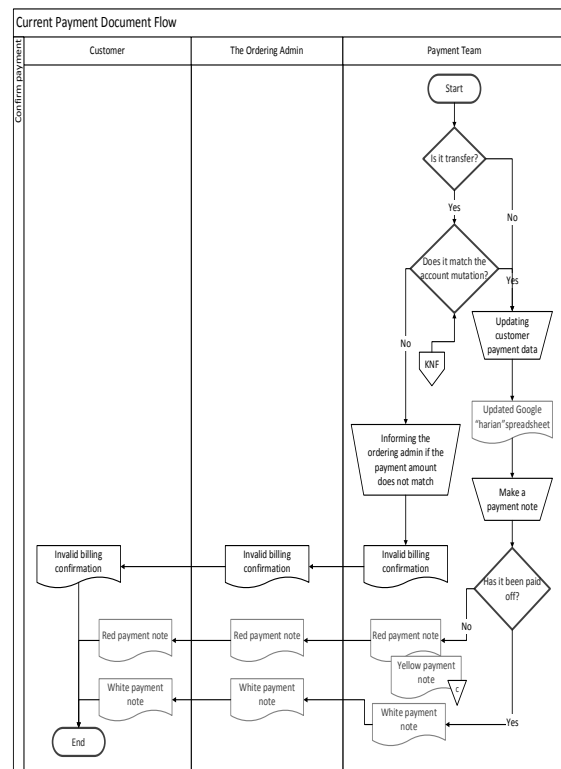 Current Payment Document Flow
Customer
The Ordering Admin
Payment Team
Confirm payment
Start
Is it transfer?
Yes
No
Does it match the
account mutation?
Yes
No
KNF
Updating
customer
payment data
Updated Google
"harian"spreadsheet
Informing the
ordering admin if the
payment amount
does not match
Make a
payment note
Invalid billing
confirmation
Invalid billing
confirmation
Invalid billing
confirmation
Has it been paid
off?
No
Red payment note
Red payment note
Red payment note
Yellow payment
note
c
White payment
note
White payment
note
White payment
note
Yes
End